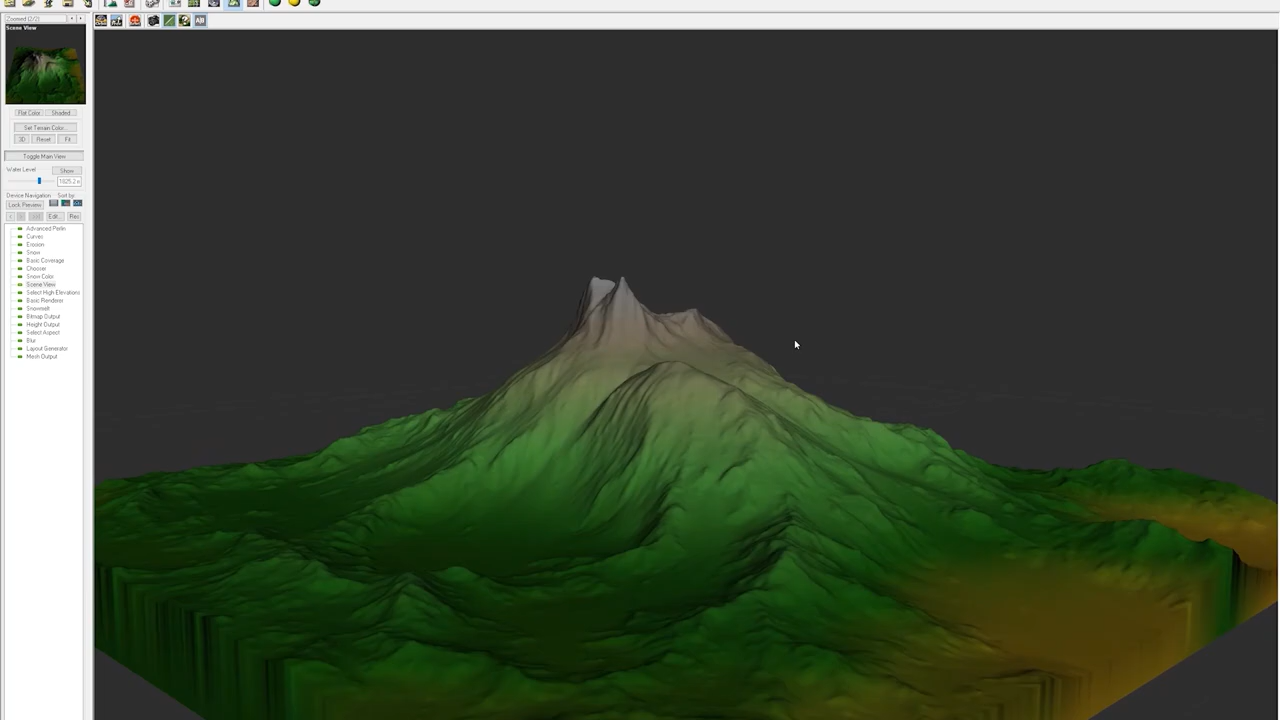 Zoomed (2/2)
Scene View
Flat Color Shaded
Set Terrain Color...
3D Reset Fit
Toggle Main View
Water Level Show
Device Navigation Sort by:
Lock Preview
Edit...
Advanced Perlin
Curves
Erosion
Snow
Basic Coverage
Chooser
Snow Color
Scene View
Select High Elevations
Basic Renderer
Snowmelt
Bitmap Output
Height Output
Select Aspect
Blur
Layout Generator
Mesh Output